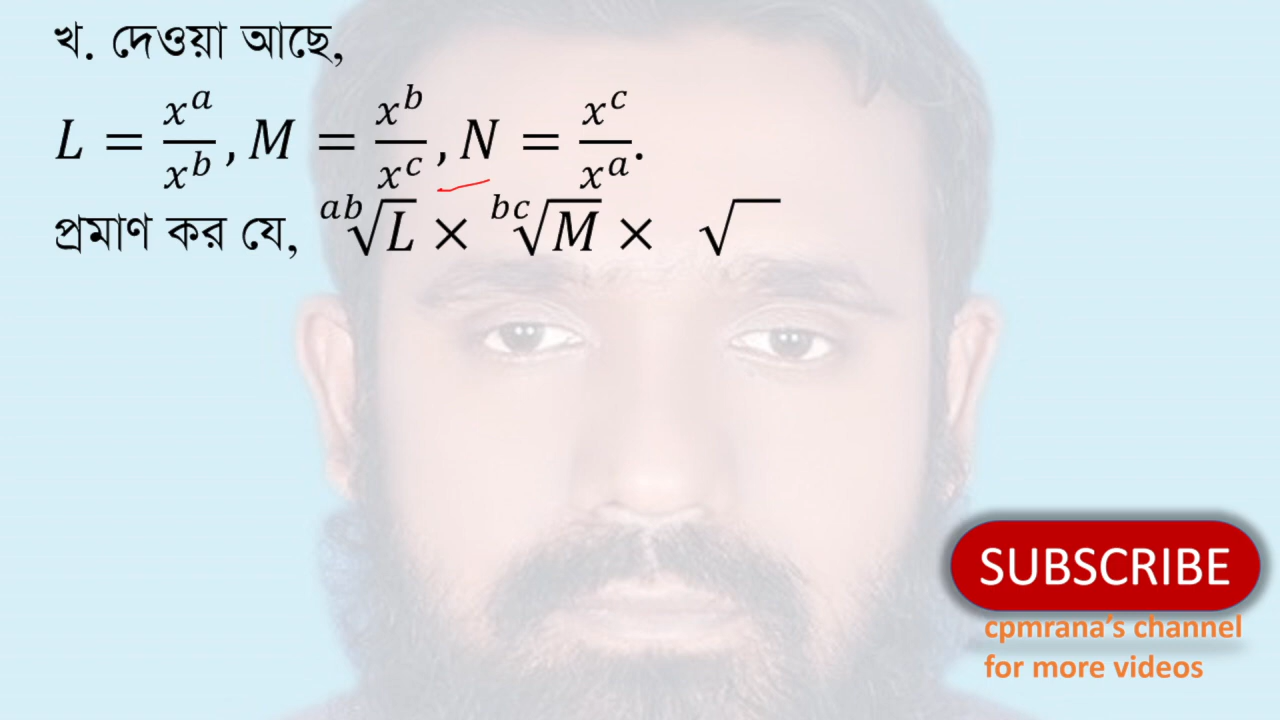 খ. দেওয়া আছে,
L = x^a/x^b, M = x^b/x^c, N = x^c/x^a.
প্রমাণ কর যে, ^{ab}√L × ^{bc}√M × √
SUBSCRIBE
cpmrana’s channel
for more videos